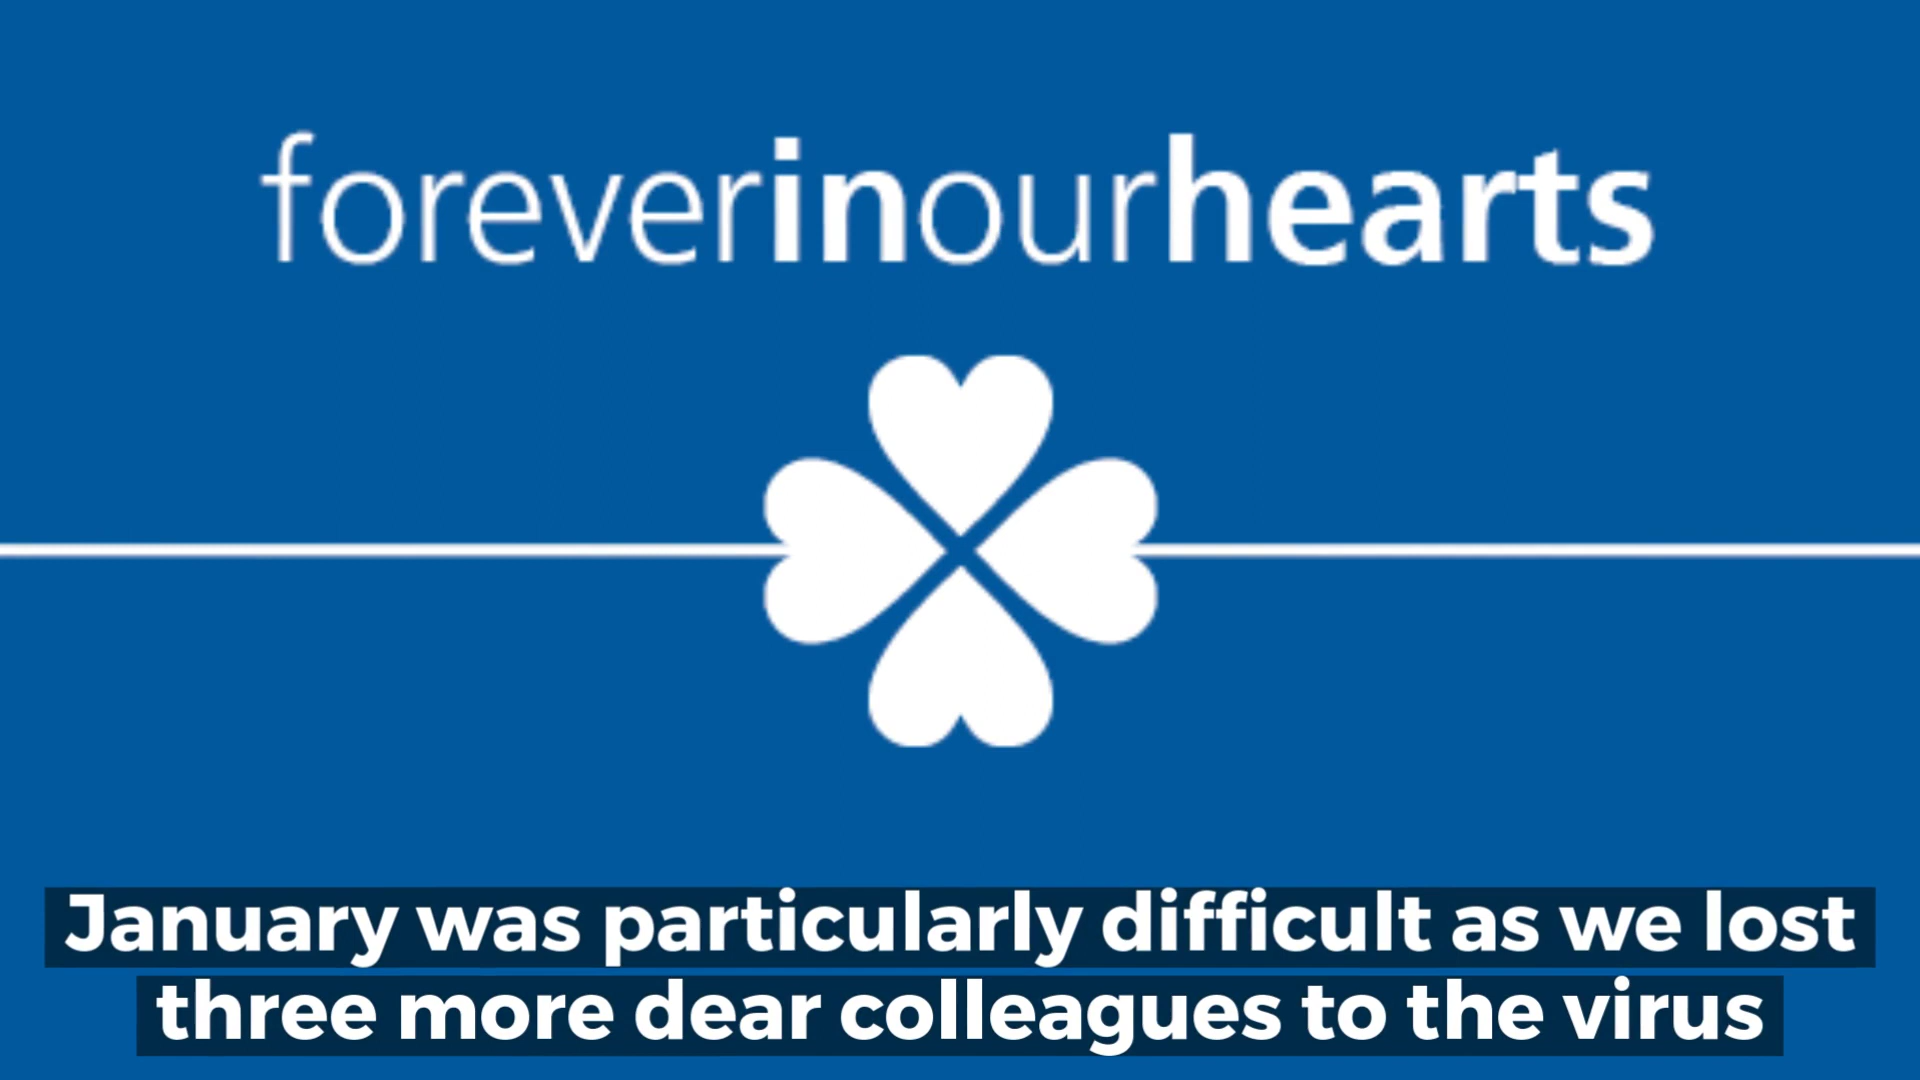 foreverinourhearts
January was particularly difficult as we lost
three more dear colleagues to the virus